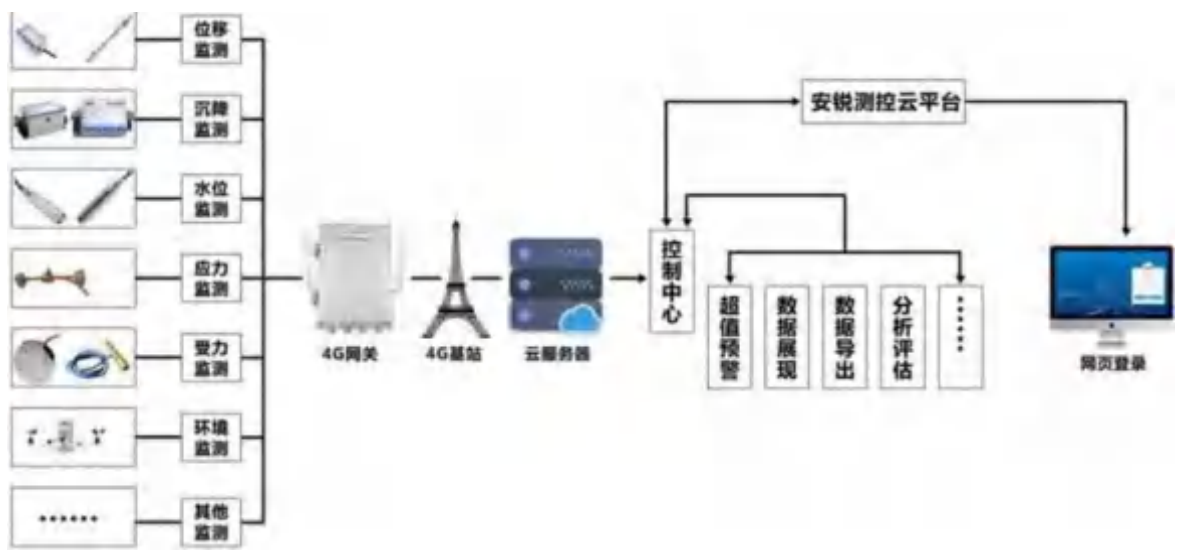 位移
监测
沉降
监测
水位
监测
应力
监测
受力
监测
环境
监测
······
其他
监测
4G网关
4G基站
云服务器
控制中心
安锐测控云平台
超值预警
数据展现
数据导出
分析评估
······
网页登录